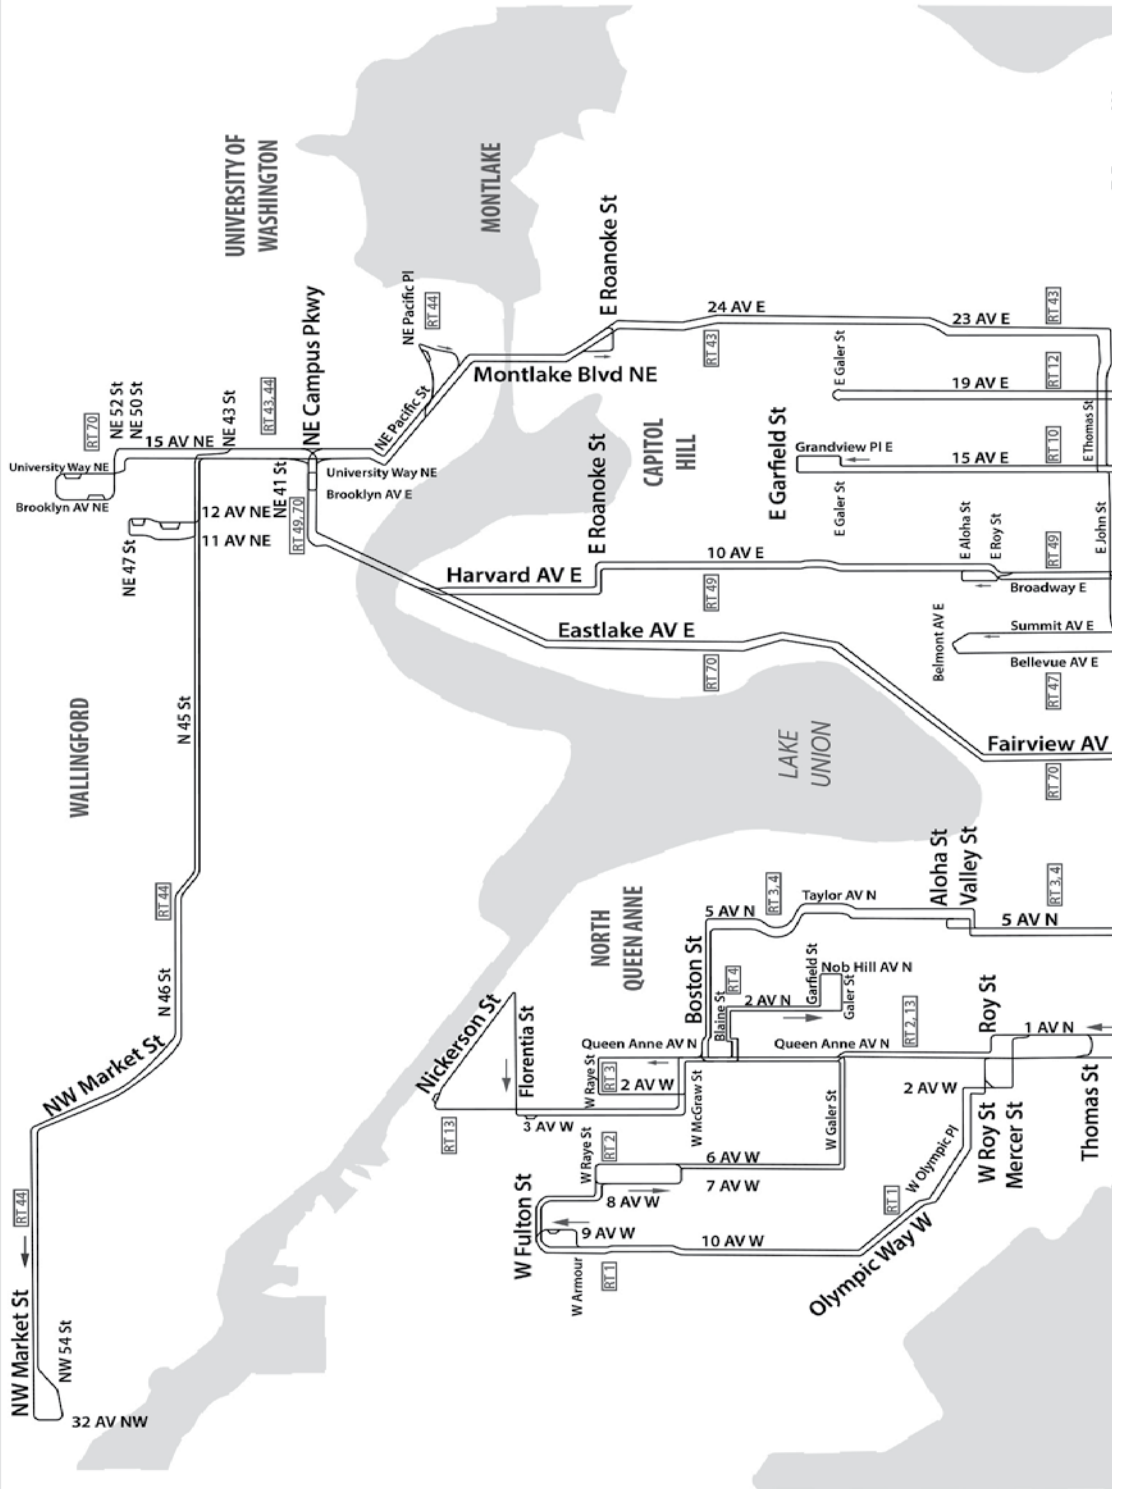 UNIVERSITY OF
WASHINGTON
MONTLAKE
NE Pacific Pl
RT 44
E Roanoke St
24 AV E
23 AV E
RT 43
RT 43
NE 52 St
NE 50 St
RT 70
15 AV NE
NE 43 St
RT 43, 44
NE Campus Pkwy
NE Pacific St
Montlake Blvd NE
E Galer St
19 AV E
RT 12
University Way NE
Brooklyn AV NE
NE 41 St
University Way NE
Brooklyn AV E
CAPITOL
HILL
E Garfield St
Grandview Pl E
15 AV E
RT 10
E Thomas St
12 AV NE
11 AV NE
NE 47 St
RT 49, 70
E Roanoke St
E Galer St
E Aloha St
E Roy St
E John St
Harvard AV E
10 AV E
RT 49
RT 49
Broadway E
Eastlake AV E
RT 70
Belmont AV E
Summit AV E
Bellevue AV E
RT 47
WALLINGFORD
N 45 St
LAKE
UNION
Fairview AV
RT 70
RT 44
N 46 St
NW Market St
NORTH
QUEEN ANNE
5 AV N
RT 3, 4
Taylor AV N
Aloha St
Valley St
RT 3, 4
5 AV N
Boston St
RT 4
Blaine St
2 AV N
Garfield St
Nob Hill AV N
Galer St
Nickerson St
Florentia St
Queen Anne AV N
Queen Anne AV N
RT 2, 13
Roy St
1 AV N
W Raye St
RT 3
2 AV W
RT 13
3 AV W
W McGraw St
W Galer St
2 AV W
W Roy St
Mercer St
Thomas St
W Raye St
RT 2
6 AV W
7 AV W
W Olympic Pl
RT 1
W Fulton St
8 AV W
9 AV W
10 AV W
W Armour
RT 1
Olympic Way W
RT 44
NW Market St
NW 54 St
32 AV NW